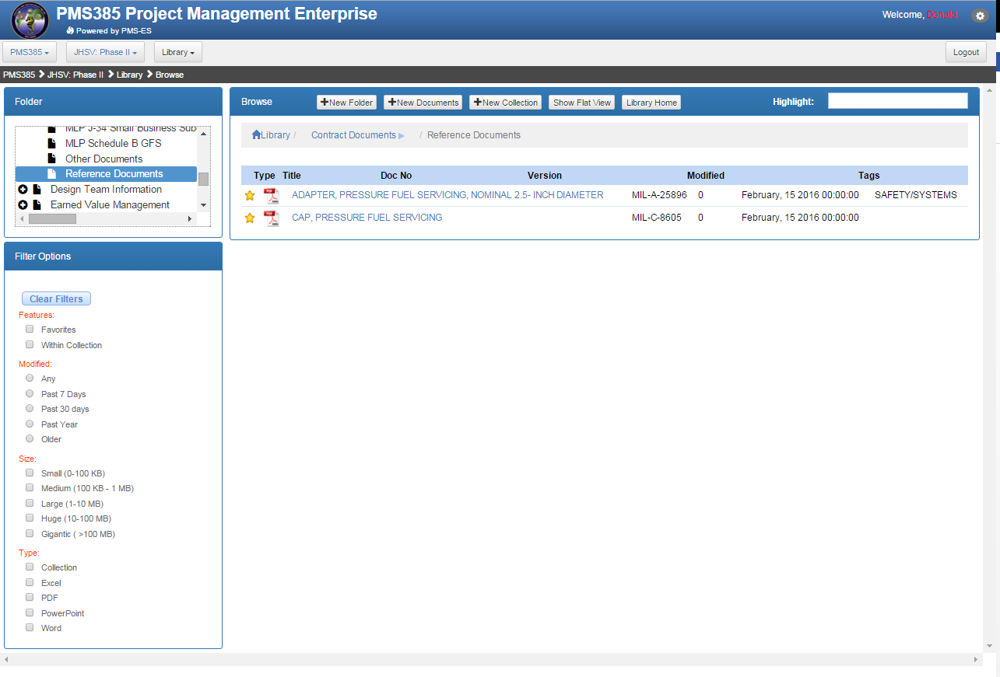 PMS385 Project Management Enterprise
Powered by PMS-ES
Welcome, Donald
PMS385 JHSV: Phase II Library Logout
PMS385 JHSV: Phase II Library Browse
Folder
MLP J-34 Small Business Sub
MLP Schedule B GFS
Other Documents
Reference Documents
Design Team Information
Earned Value Management
Browse New Folder New Documents New Collection Show Flat View Library Home Highlight:
Library / Contract Documents / Reference Documents
Type Title Doc No Version Modified Tags
PDF ADAPTER, PRESSURE FUEL SERVICING, NOMINAL 2.5- INCH DIAMETER MIL-A-25896 0 February, 15 2016 00:00:00 SAFETY/SYSTEMS
PDF CAP, PRESSURE FUEL SERVICING MIL-C-8605 0 February, 15 2016 00:00:00
Filter Options
Clear Filters
Features:
Favorites
Within Collection
Modified:
Any
Past 7 Days
Past 30 days
Past Year
Older
Size:
Small (0-100 KB)
Medium (100 KB - 1 MB)
Large (1-10 MB)
Huge (10-100 MB)
Gigantic ( >100 MB)
Type:
Collection
Excel
PDF
PowerPoint
Word